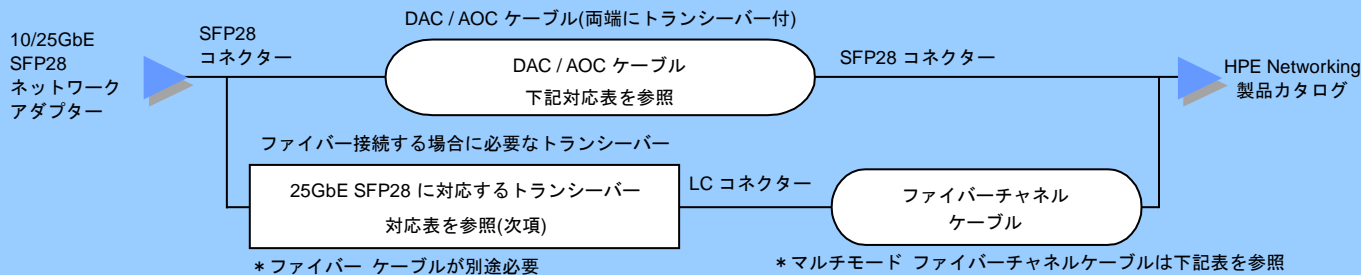 DAC / AOC ケーブル(両端にトランシーバー付)
10/25GbE
SFP28
ネットワーク
アダプター
SFP28
コネクター
DAC / AOC ケーブル
下記対応表を参照
SFP28 コネクター
HPE Networking
製品カタログ
ファイバー接続する場合に必要なトランシーバー
25GbE SFP28 に対応するトランシーバー
対応表を参照(次項)
LC コネクター
ファイバーチャネル
ケーブル
＊ファイバー ケーブルが別途必要
＊マルチモード ファイバーチャネルケーブルは下記表を参照